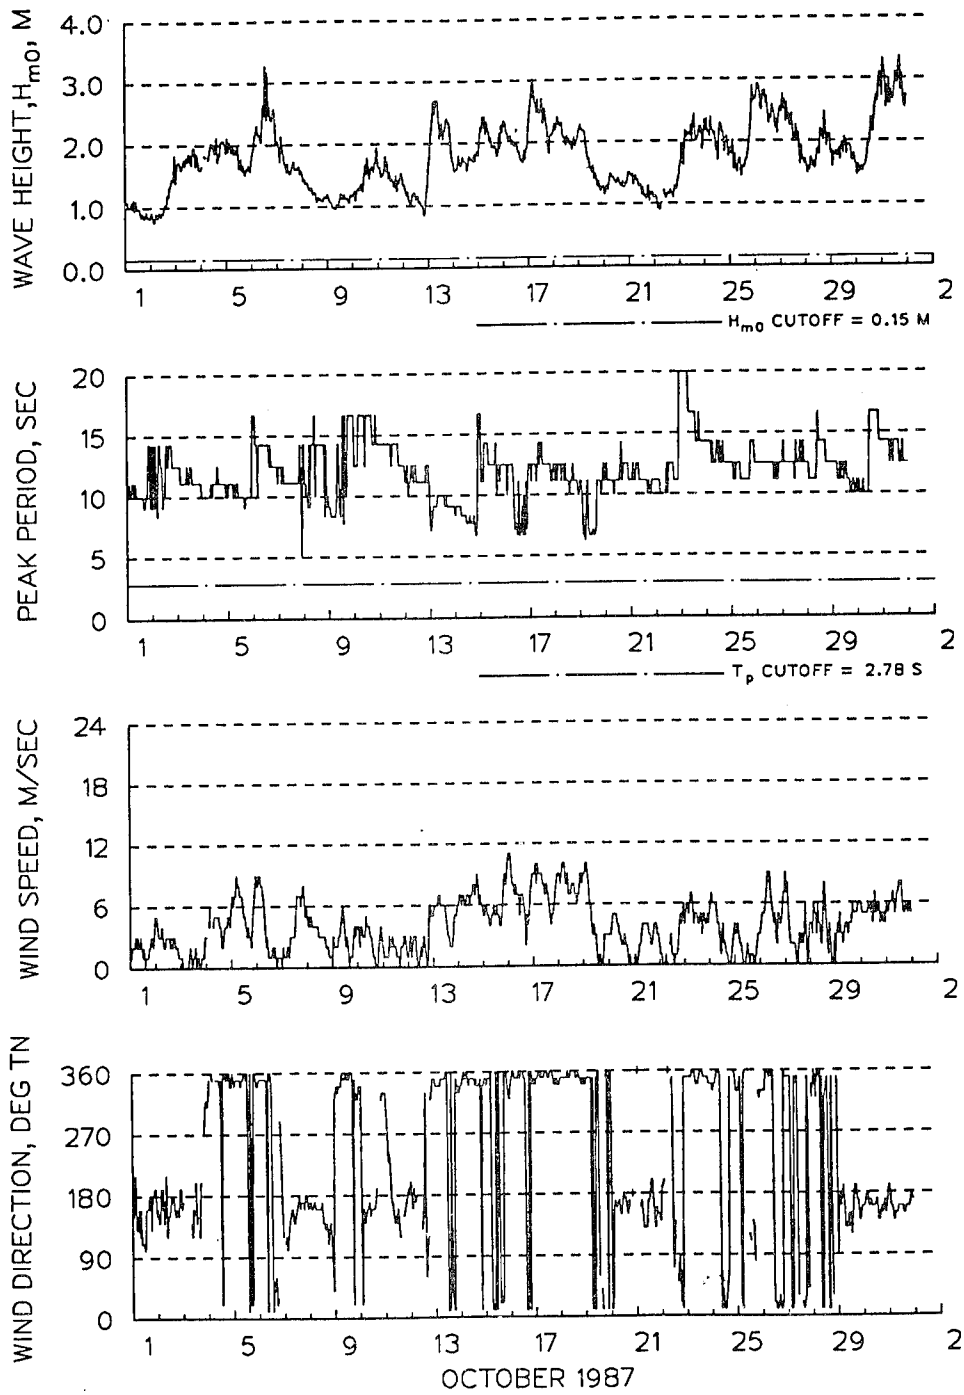 WAVE HEIGHT, Hm0, M
4.0
3.0
2.0
1.0
0.0
1 5 9 13 17 21 25 29 2
Hm0 CUTOFF = 0.15 M
PEAK PERIOD, SEC
20
15
10
5
0
1 5 9 13 17 21 25 29 2
Tp CUTOFF = 2.78 S
WIND SPEED, M/SEC
24
18
12
6
0
1 5 9 13 17 21 25 29 2
WIND DIRECTION, DEG TN
360
270
180
90
0
1 5 9 13 17 21 25 29 2
OCTOBER 1987